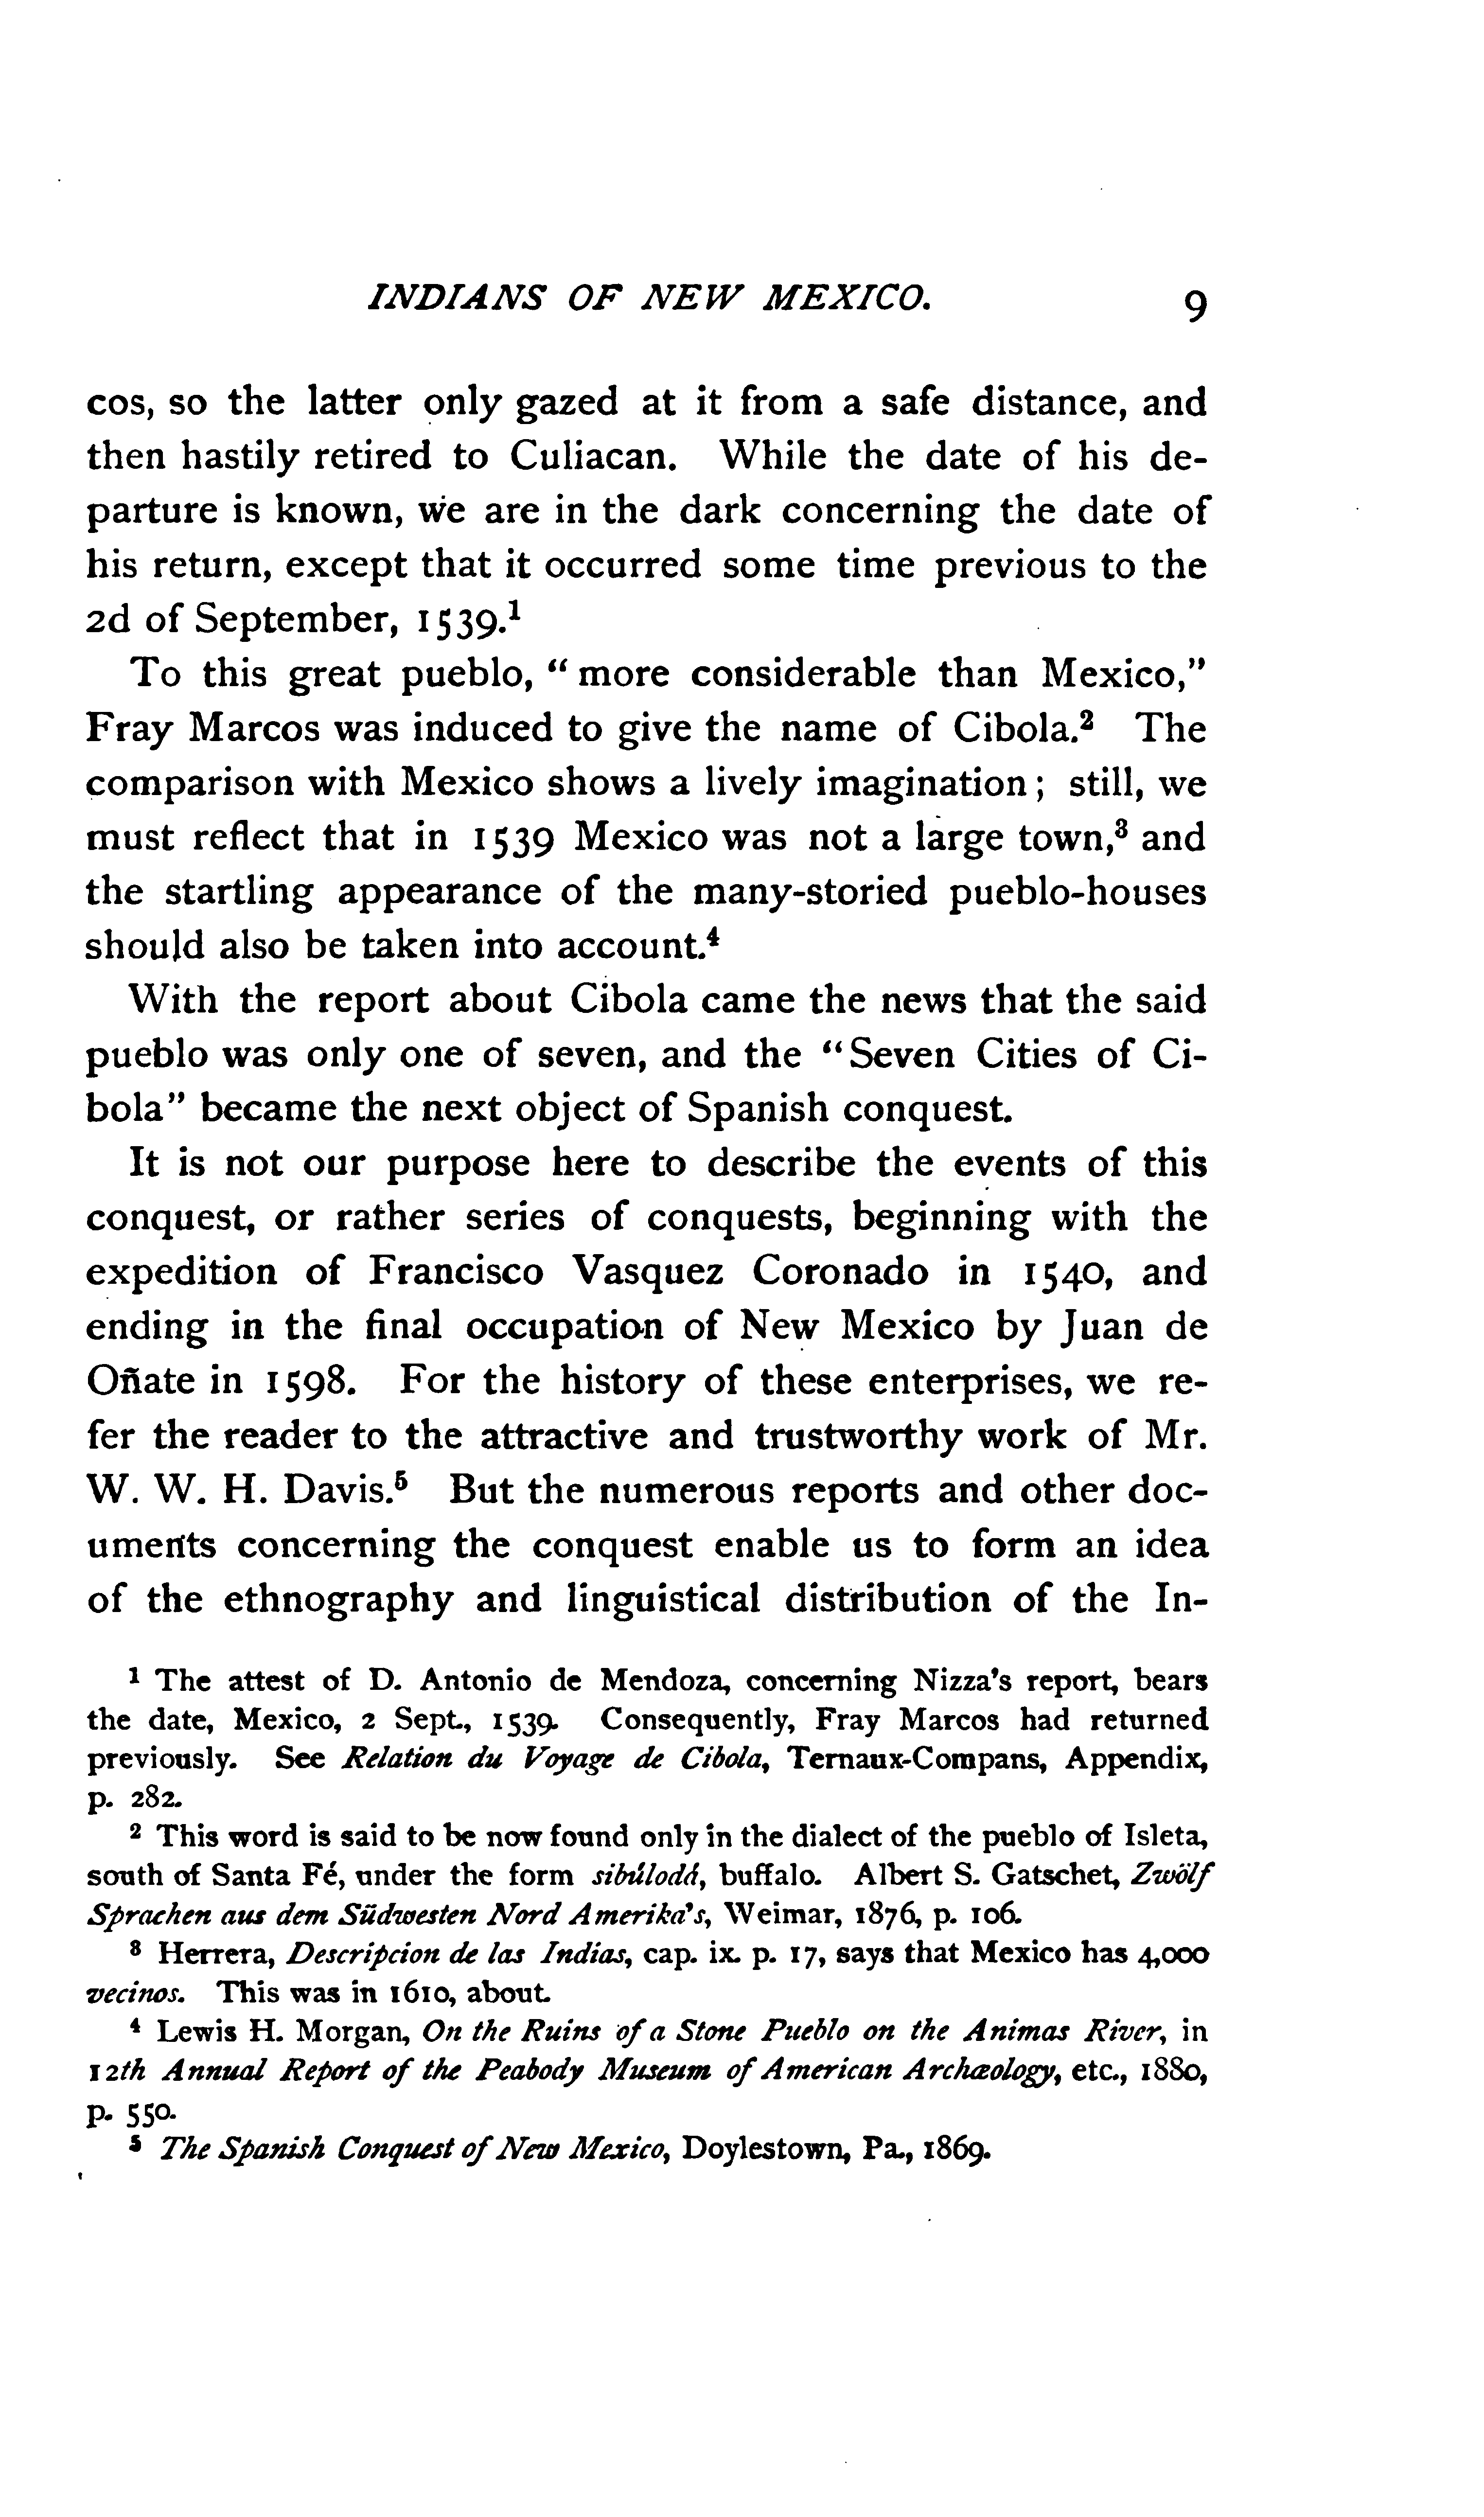 INDIANS OF NEW MEXICO. 9
cos, so the latter only gazed at it from a safe distance, and
then hastily retired to Culiacan. While the date of his de-
parture is known, we are in the dark concerning the date of
his return, except that it occurred some time previous to the
2d of September, 1539.¹
To this great pueblo, “ more considerable than Mexico,”
Fray Marcos was induced to give the name of Cibola.² The
comparison with Mexico shows a lively imagination ; still, we
must reflect that in 1539 Mexico was not a large town,³ and
the startling appearance of the many-storied pueblo-houses
should also be taken into account.⁴
With the report about Cibola came the news that the said
pueblo was only one of seven, and the “Seven Cities of Ci-
bola” became the next object of Spanish conquest.
It is not our purpose here to describe the events of this
conquest, or rather series of conquests, beginning with the
expedition of Francisco Vasquez Coronado in 1540, and
ending in the final occupation of New Mexico by Juan de
Oñate in 1598. For the history of these enterprises, we re-
fer the reader to the attractive and trustworthy work of Mr.
W. W. H. Davis.⁵ But the numerous reports and other doc-
uments concerning the conquest enable us to form an idea
of the ethnography and linguistical distribution of the In-
¹ The attest of D. Antonio de Mendoza, concerning Nizza's report, bears
the date, Mexico, 2 Sept., 1539. Consequently, Fray Marcos had returned
previously. See Relation du Voyage de Cibola, Ternaux-Compans, Appendix,
p. 282.
² This word is said to be now found only in the dialect of the pueblo of Isleta,
south of Santa Fé, under the form sibúlodá, buffalo. Albert S. Gatschet, Zwölf
Sprachen aus dem Südwesten Nord Amerika's, Weimar, 1876, p. 106.
³ Herrera, Descripcion de las Indias, cap. ix. p. 17, says that Mexico has 4,000
vecinos. This was in 1610, about.
⁴ Lewis H. Morgan, On the Ruins of a Stone Pueblo on the Animas River, in
12th Annual Report of the Peabody Museum of American Archæology, etc., 1880,
p. 550.
⁵ The Spanish Conquest of New Mexico, Doylestown, Pa., 1869.